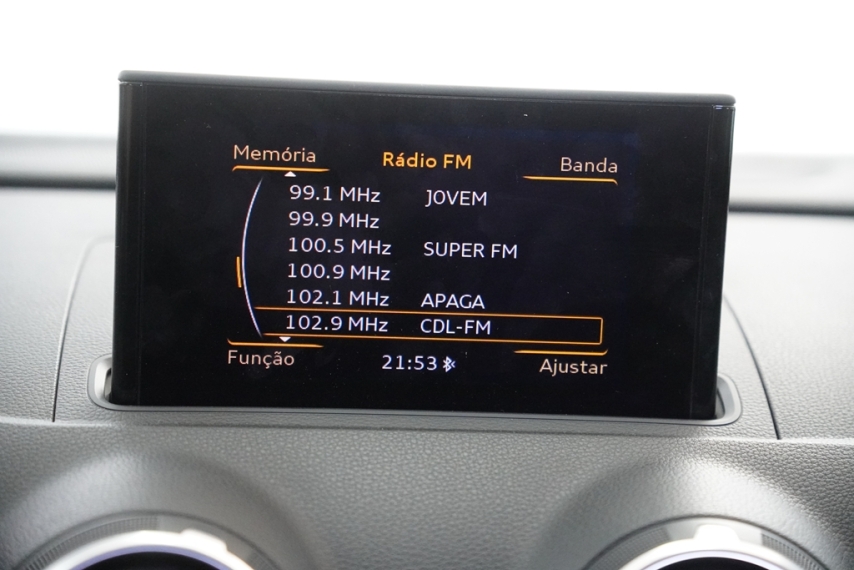 Memória Rádio FM Banda
99.1 MHz JOVEM
99.9 MHz
100.5 MHz SUPER FM
100.9 MHz
102.1 MHz APAGA
102.9 MHz CDL-FM
Função 21:53 Ajustar